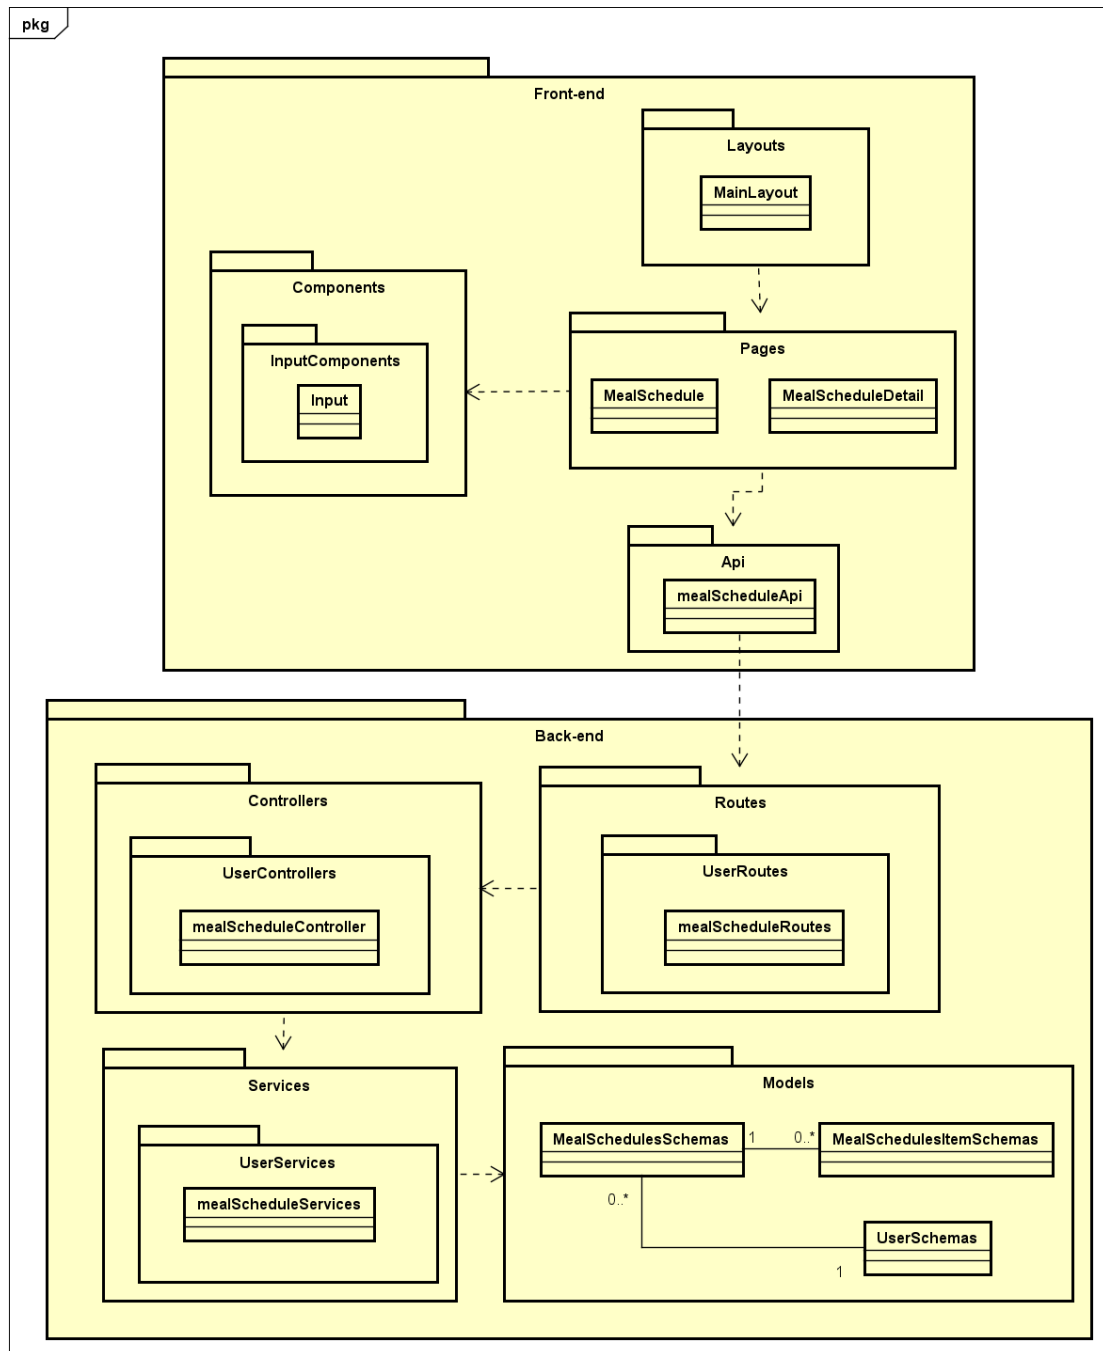 pkg
Front-end
Layouts
MainLayout
Components
InputComponents
Input
Pages
MealSchedule
MealScheduleDetail
Api
mealScheduleApi
Back-end
Controllers
UserControllers
mealScheduleController
Routes
UserRoutes
mealScheduleRoutes
Services
UserServices
mealScheduleServices
Models
MealSchedulesSchemas
1
0..*
MealSchedulesItemSchemas
0..*
UserSchemas
1